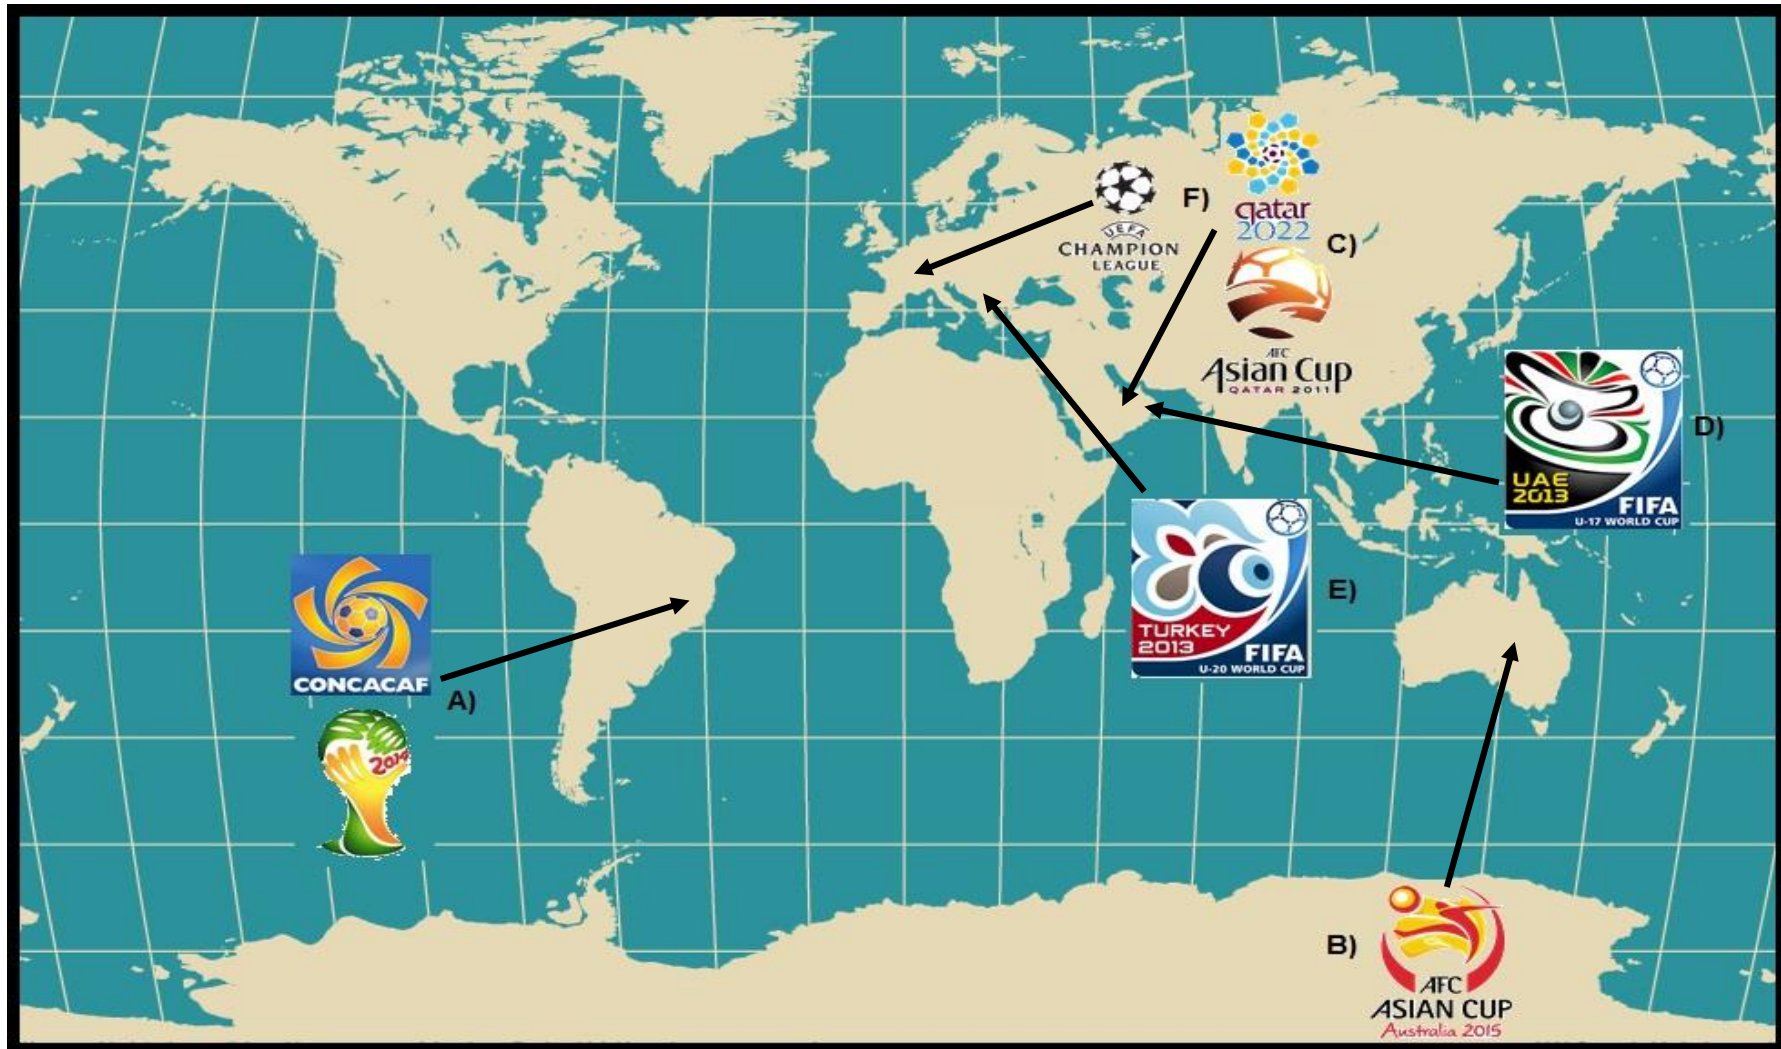 F)
UEFA
CHAMPION
LEAGUE
qatar
2022
C)
AFC
Asian Cup
QATAR 2011
D)
UAE
2013
FIFA
U-17 WORLD CUP
E)
TURKEY
2013
FIFA
U-20 WORLD CUP
CONCACAF
A)
2014
B)
AFC
ASIAN CUP
Australia 2015